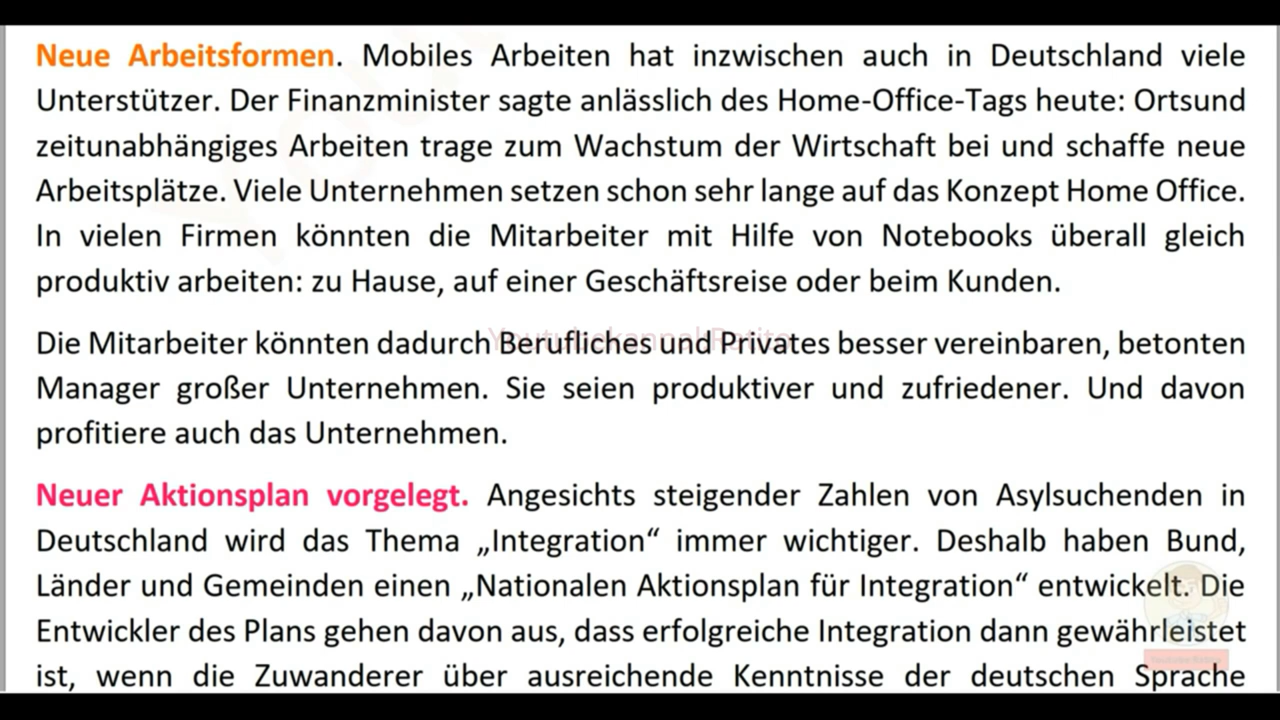 Neue Arbeitsformen. Mobiles Arbeiten hat inzwischen auch in Deutschland viele
Unterstützer. Der Finanzminister sagte anlässlich des Home-Office-Tags heute: Ortsund
zeitunabhängiges Arbeiten trage zum Wachstum der Wirtschaft bei und schaffe neue
Arbeitsplätze. Viele Unternehmen setzen schon sehr lange auf das Konzept Home Office.
In vielen Firmen könnten die Mitarbeiter mit Hilfe von Notebooks überall gleich
produktiv arbeiten: zu Hause, auf einer Geschäftsreise oder beim Kunden.
Die Mitarbeiter könnten dadurch Berufliches und Privates besser vereinbaren, betonten
Manager großer Unternehmen. Sie seien produktiver und zufriedener. Und davon
profitiere auch das Unternehmen.
Neuer Aktionsplan vorgelegt. Angesichts steigender Zahlen von Asylsuchenden in
Deutschland wird das Thema „Integration“ immer wichtiger. Deshalb haben Bund,
Länder und Gemeinden einen „Nationalen Aktionsplan für Integration“ entwickelt. Die
Entwickler des Plans gehen davon aus, dass erfolgreiche Integration dann gewährleistet
ist, wenn die Zuwanderer über ausreichende Kenntnisse der deutschen Sprache